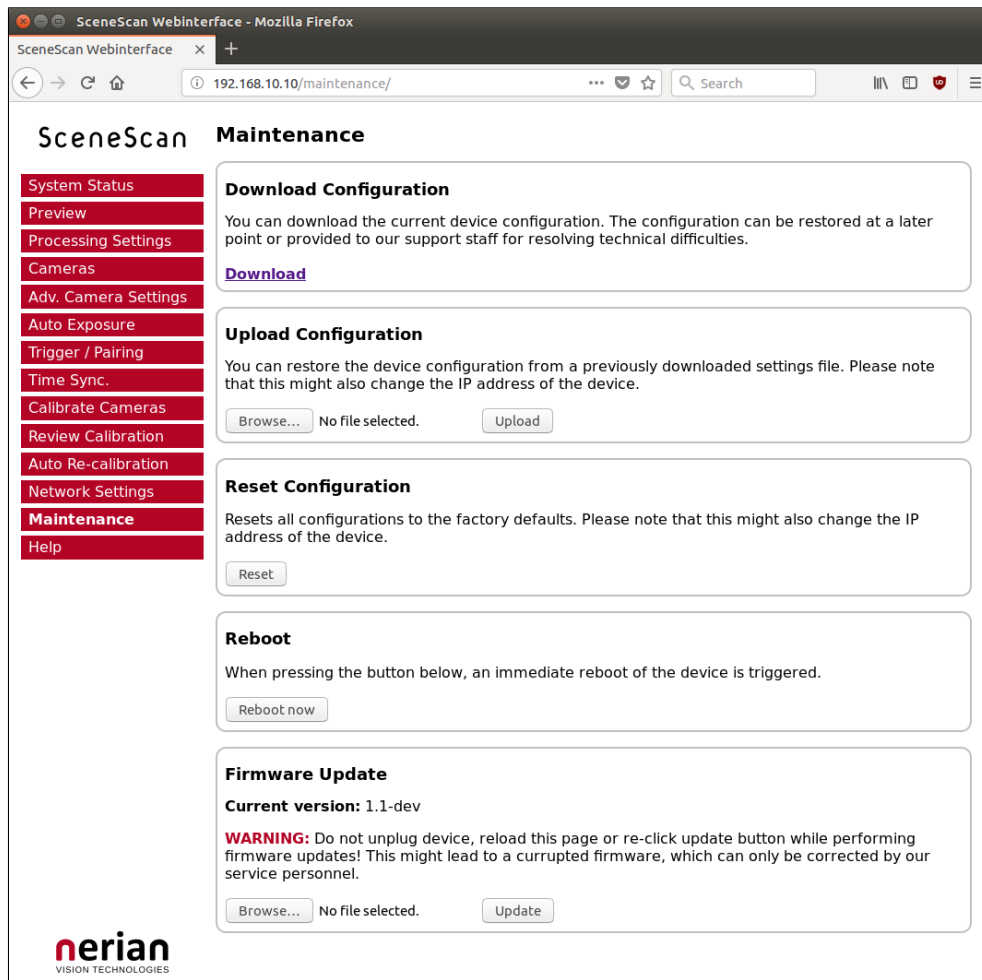 SceneScan Webinterface - Mozilla Firefox
SceneScan Webinterface
192.168.10.10/maintenance/
Search
SceneScan
System Status
Preview
Processing Settings
Cameras
Adv. Camera Settings
Auto Exposure
Trigger / Pairing
Time Sync.
Calibrate Cameras
Review Calibration
Auto Re-calibration
Network Settings
Maintenance
Help
Maintenance
Download Configuration
You can download the current device configuration. The configuration can be restored at a later
point or provided to our support staff for resolving technical difficulties.
Download
Upload Configuration
You can restore the device configuration from a previously downloaded settings file. Please note
that this might also change the IP address of the device.
Browse... No file selected. Upload
Reset Configuration
Resets all configurations to the factory defaults. Please note that this might also change the IP
address of the device.
Reset
Reboot
When pressing the button below, an immediate reboot of the device is triggered.
Reboot now
Firmware Update
Current version: 1.1-dev
WARNING: Do not unplug device, reload this page or re-click update button while performing
firmware updates! This might lead to a currupted firmware, which can only be corrected by our
service personnel.
Browse... No file selected. Update
nerian
VISION TECHNOLOGIES